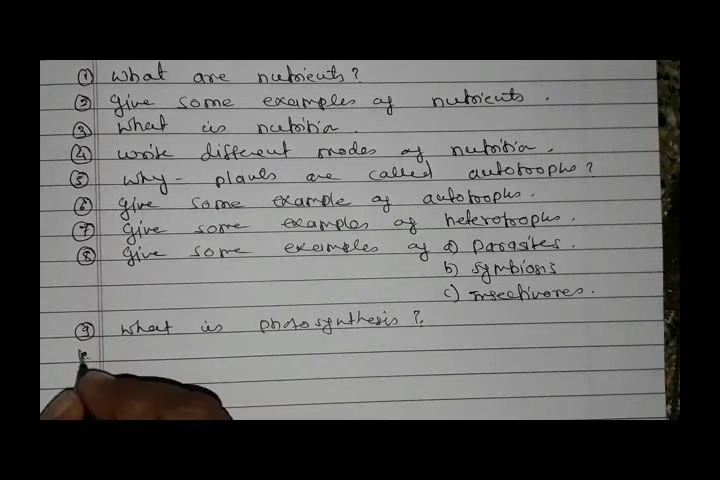 ① What are nutrients?
② Give some examples of nutrients.
③ What is nutrition.
④ Write different modes of nutrition.
⑤ Why - plants are called autotrophs?
⑥ Give some example of autotrophs.
⑦ Give some examples of heterotrophs.
⑧ Give some examples of a) Parasites.
b) Symbiosis
c) Insectivores.
⑨ What is photosynthesis?